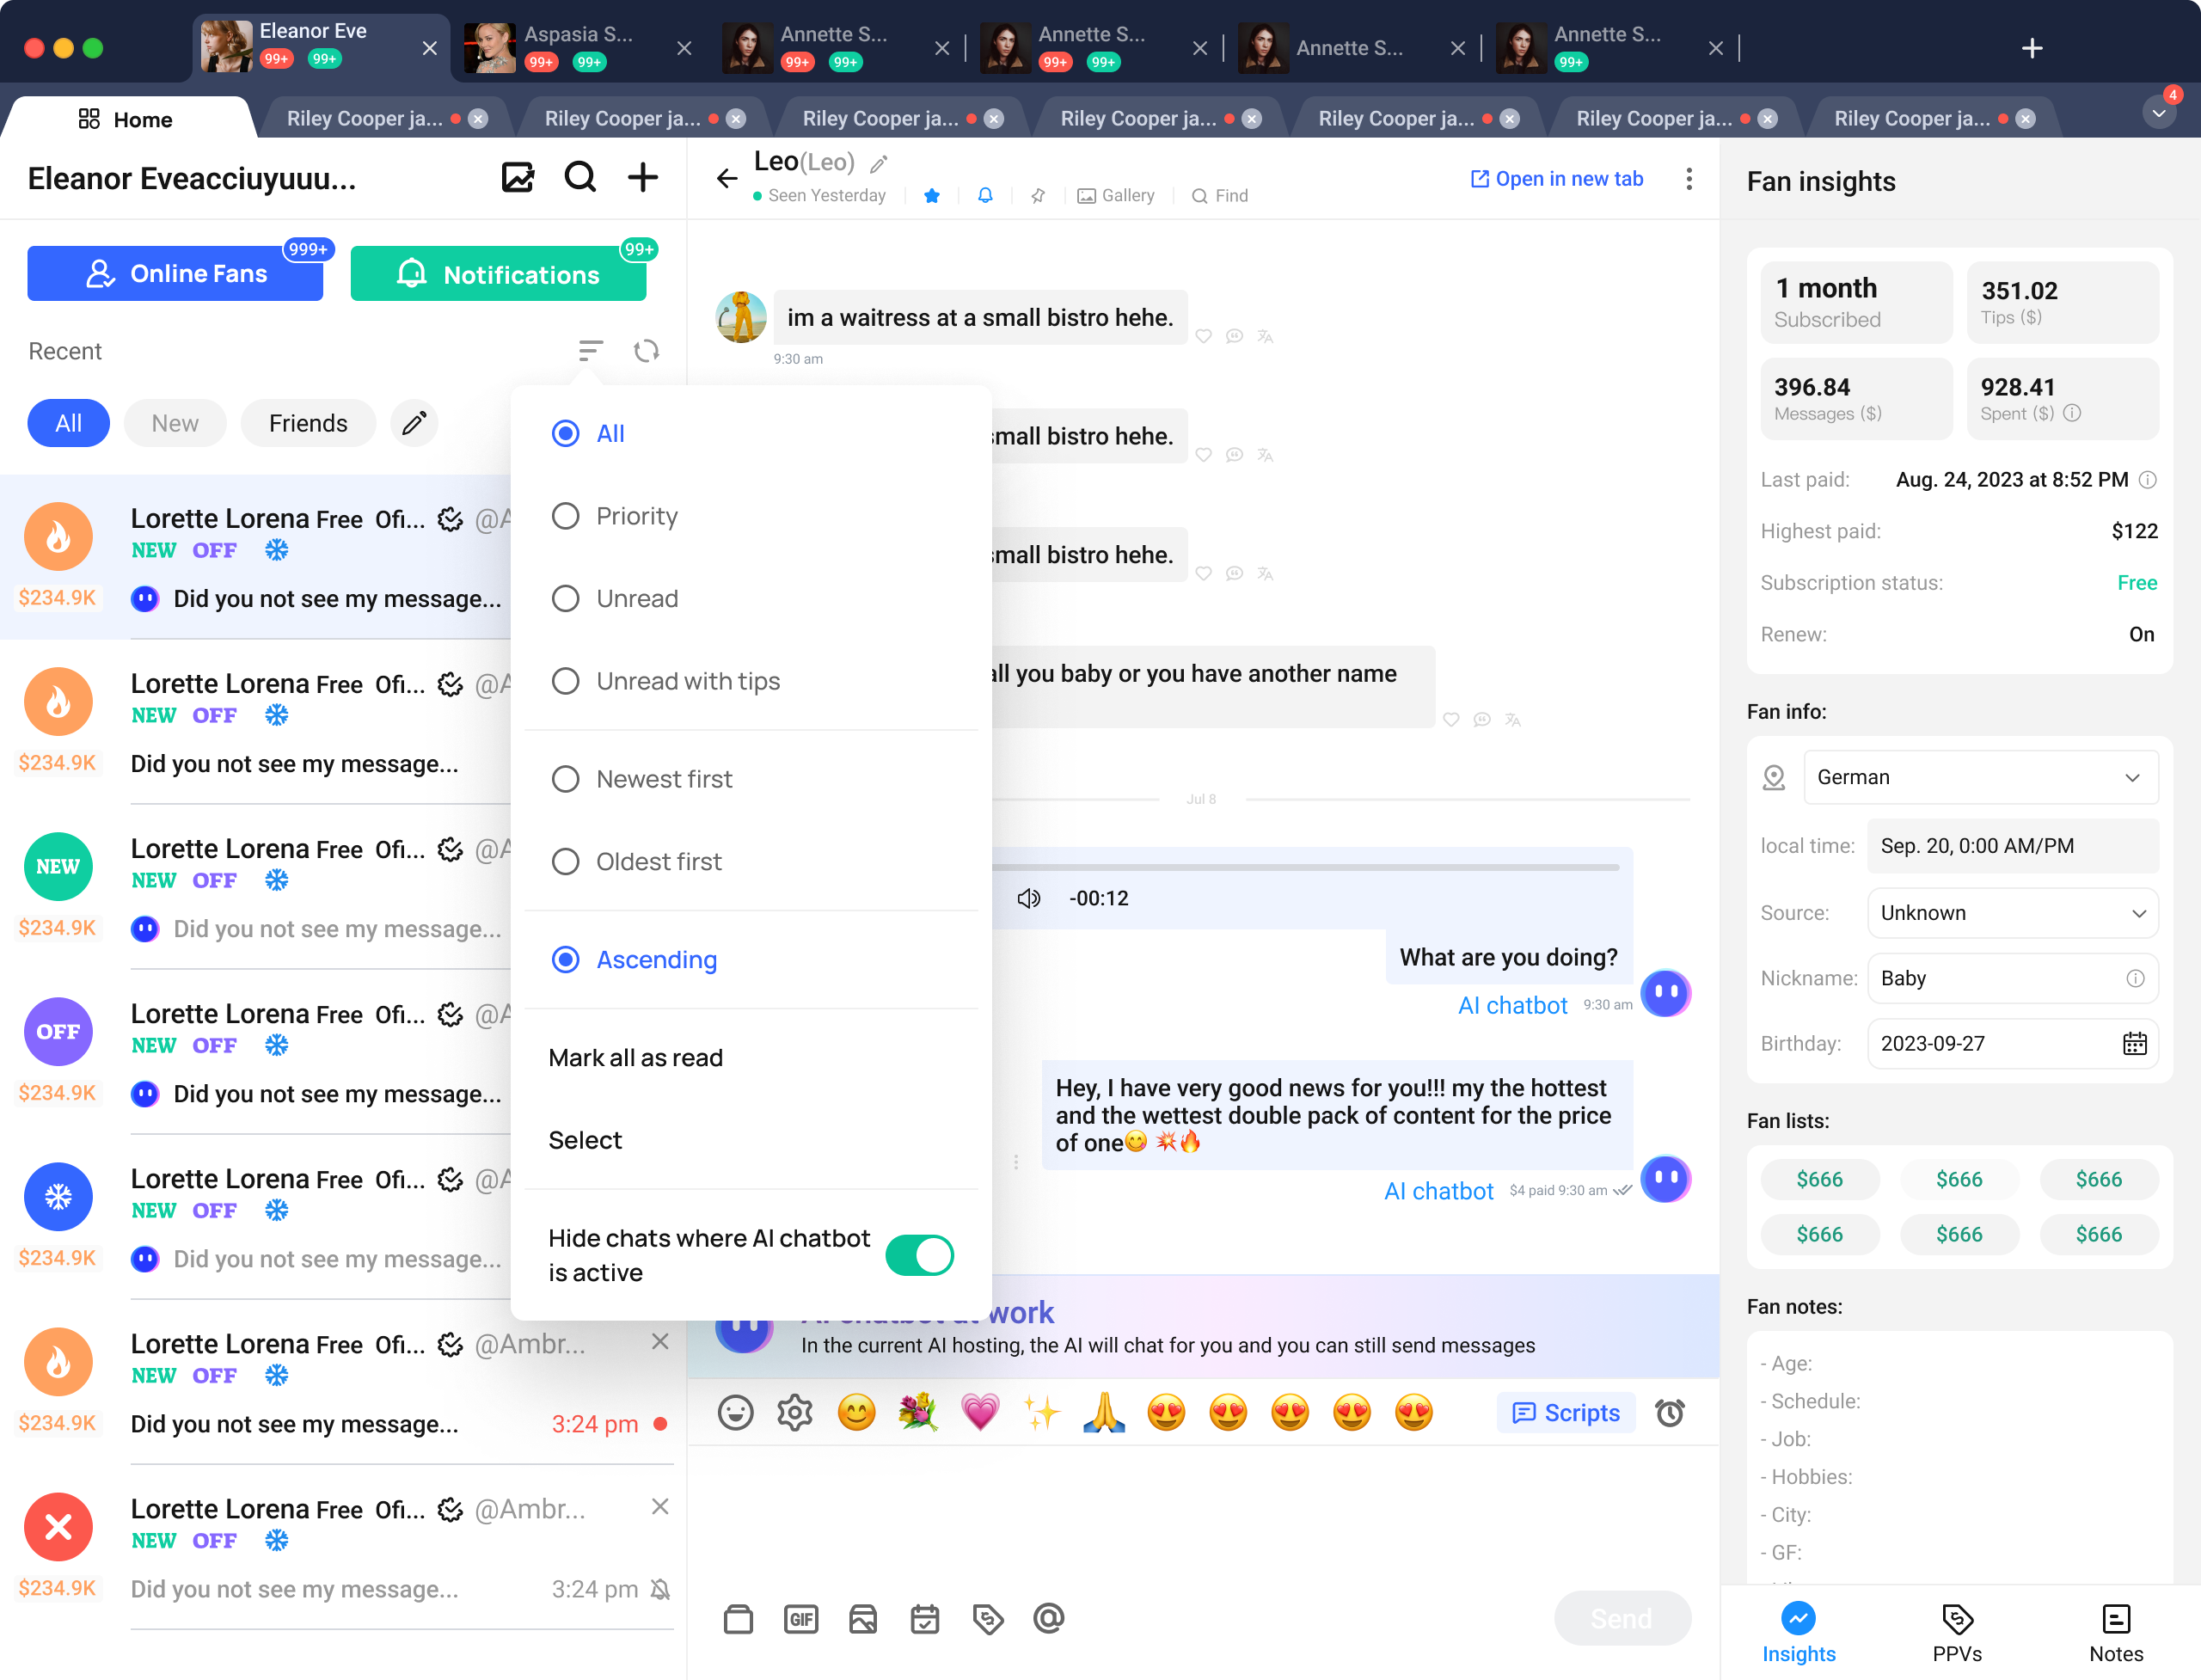 Eleanor Eve
99+ 99+
Aspasia S...
99+ 99+
Annette S...
99+ 99+
Annette S...
99+ 99+
Annette S...
Annette S...
99+
Home
Riley Cooper ja...
Riley Cooper ja...
Riley Cooper ja...
Riley Cooper ja...
Riley Cooper ja...
Riley Cooper ja...
Riley Cooper ja...
4
Eleanor Eveacciuyuuu...
Online Fans
999+
Notifications
99+
Recent
All
New
Friends
Lorette Lorena Free Ofi... @A
NEW OFF
$234.9K
Did you not see my message...
Lorette Lorena Free Ofi... @A
NEW OFF
$234.9K
Did you not see my message...
NEW
Lorette Lorena Free Ofi... @A
NEW OFF
$234.9K
Did you not see my message...
OFF
Lorette Lorena Free Ofi... @A
NEW OFF
$234.9K
Did you not see my message...
Lorette Lorena Free Ofi... @A
NEW OFF
$234.9K
Did you not see my message...
Lorette Lorena Free Ofi... @Ambr...
NEW OFF
$234.9K
Did you not see my message... 3:24 pm
Lorette Lorena Free Ofi... @Ambr...
NEW OFF
$234.9K
Did you not see my message... 3:24 pm
All
Priority
Unread
Unread with tips
Newest first
Oldest first
Ascending
Mark all as read
Select
Hide chats where AI chatbot
is active
Leo(Leo)
Seen Yesterday
Gallery
Find
Open in new tab
im a waitress at a small bistro hehe.
9:30 am
small bistro hehe.
small bistro hehe.
all you baby or you have another name
Jul 8
-00:12
What are you doing?
AI chatbot 9:30 am
Hey, I have very good news for you!!! my the hottest
and the wettest double pack of content for the price
of one😋 💥🔥
AI chatbot $4 paid 9:30 am
AI chatbot at work
In the current AI hosting, the AI will chat for you and you can still send messages
Scripts
GIF
Send
Fan insights
1 month
Subscribed
351.02
Tips ($)
396.84
Messages ($)
928.41
Spent ($)
Last paid: Aug. 24, 2023 at 8:52 PM
Highest paid: $122
Subscription status: Free
Renew: On
Fan info:
German
local time: Sep. 20, 0:00 AM/PM
Source: Unknown
Nickname: Baby
Birthday: 2023-09-27
Fan lists:
$666 $666 $666
$666 $666 $666
Fan notes:
- Age:
- Schedule:
- Job:
- Hobbies:
- City:
- GF:
Insights
PPVs
Notes